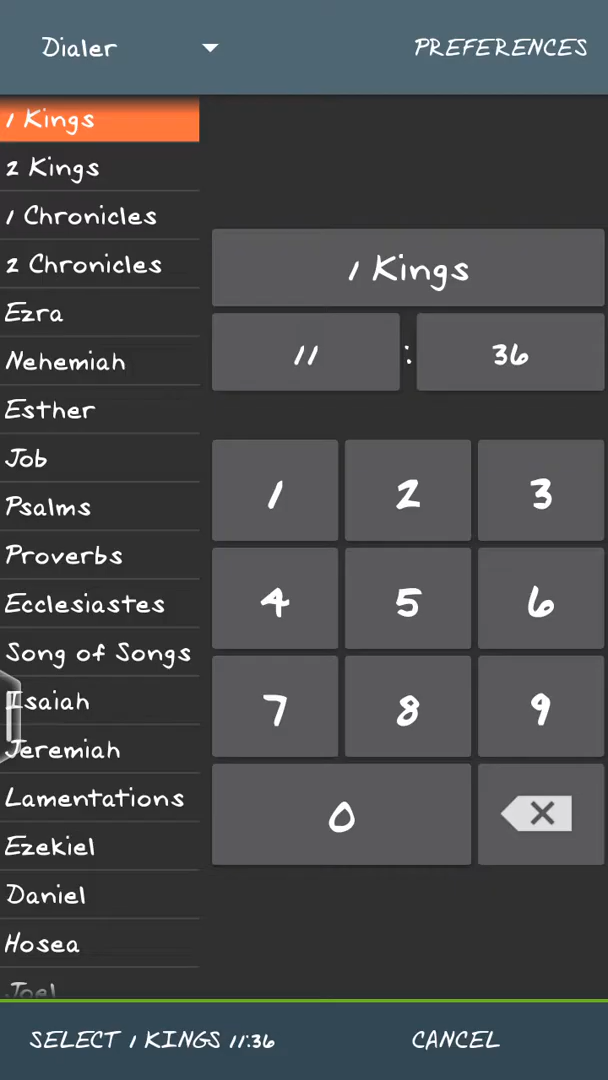 Dialer
PREFERENCES
1 Kings
2 Kings
1 Chronicles
2 Chronicles
Ezra
Nehemiah
Esther
Job
Psalms
Proverbs
Ecclesiastes
Song of Songs
Isaiah
Jeremiah
Lamentations
Ezekiel
Daniel
Hosea
Joel
1 Kings
11 : 36
1 2 3
4 5 6
7 8 9
0
SELECT 1 KINGS 11:36
CANCEL